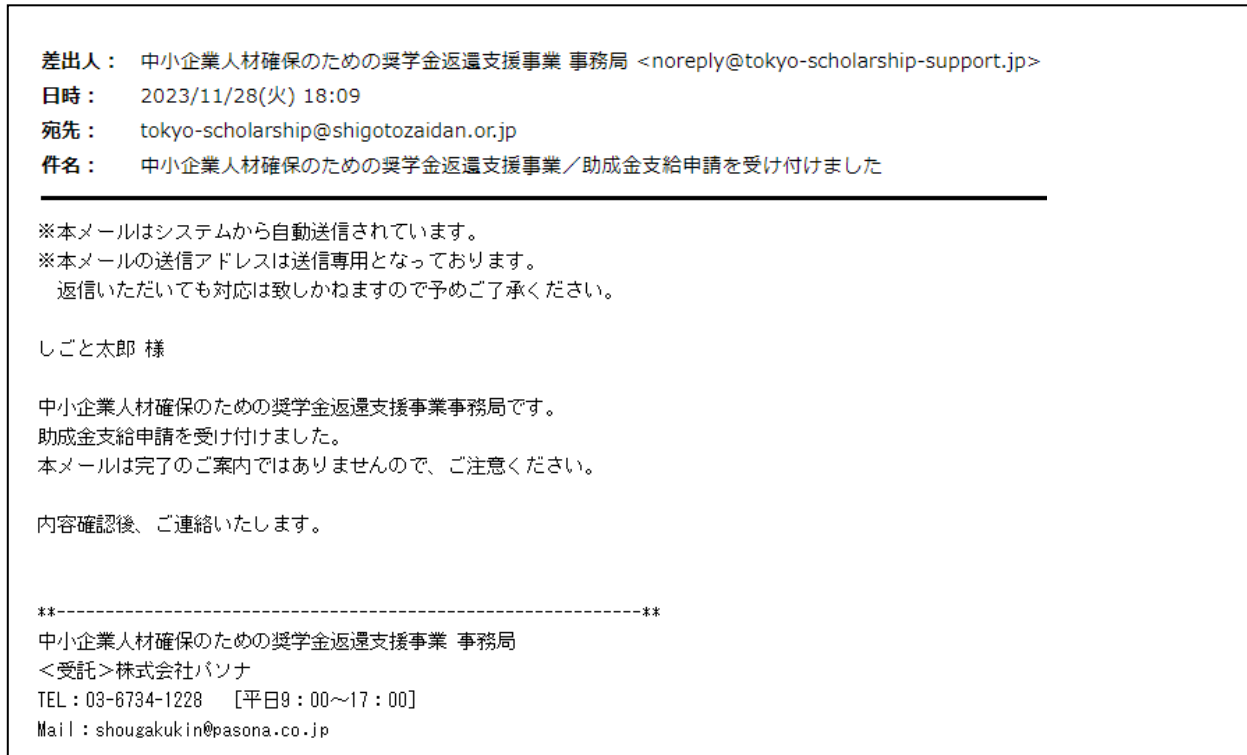 差出人： 中小企業人材確保のための奨学金返還支援事業 事務局 <noreply@tokyo-scholarship-support.jp>
日時： 2023/11/28(火) 18:09
宛先： tokyo-scholarship@shigotozaidan.or.jp
件名： 中小企業人材確保のための奨学金返還支援事業／助成金支給申請を受け付けました
※本メールはシステムから自動送信されています。
※本メールの送信アドレスは送信専用となっております。
　返信いただいても対応は致しかねますので予めご了承ください。
しごと太郎 様
中小企業人材確保のための奨学金返還支援事業事務局です。
助成金支給申請を受け付けました。
本メールは完了のご案内ではありませんので、ご注意ください。
内容確認後、ご連絡いたします。
**------------------------------------------------------------**
中小企業人材確保のための奨学金返還支援事業 事務局
＜受託＞株式会社パソナ
TEL：03-6734-1228　［平日9：00～17：00］
Mail：shougakukin@pasona.co.jp